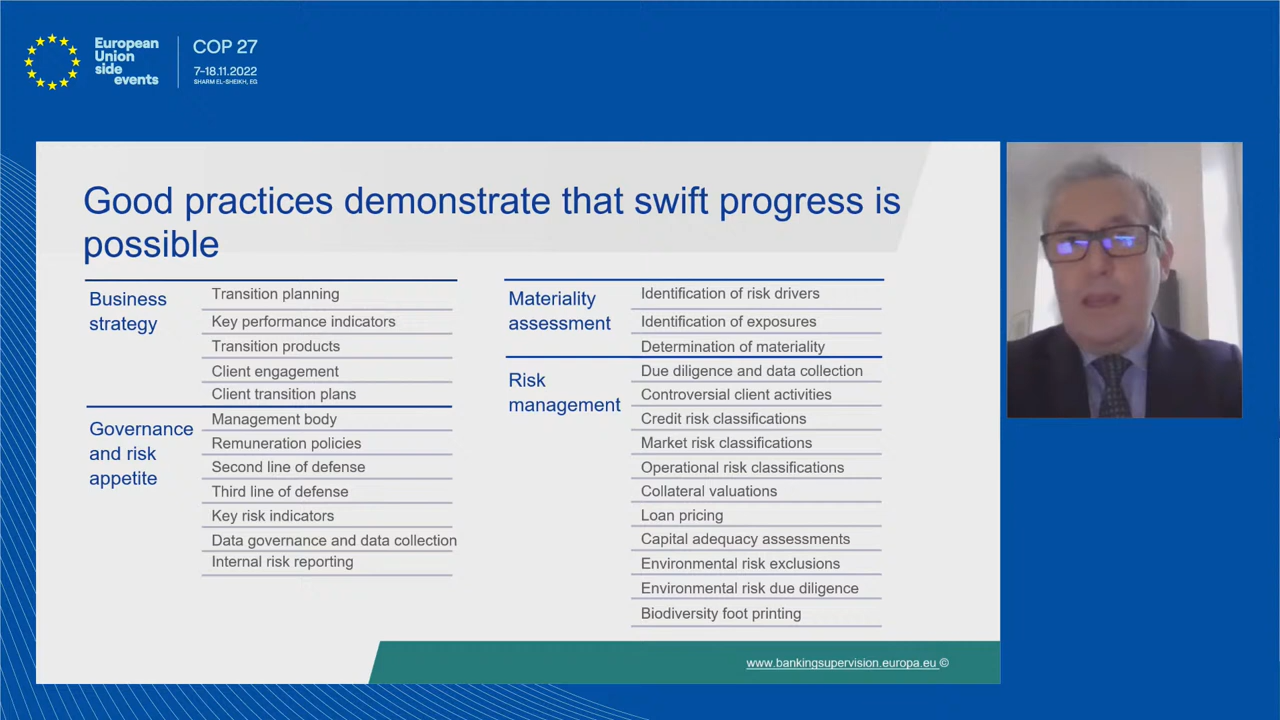 European
Union
side
events
COP 27
7-18.11.2022
SHARM EL-SHEIKH, EG
Good practices demonstrate that swift progress is
possible
Business
strategy
Transition planning
Key performance indicators
Transition products
Client engagement
Client transition plans
Governance
and risk
appetite
Management body
Remuneration policies
Second line of defense
Third line of defense
Key risk indicators
Data governance and data collection
Internal risk reporting
Materiality
assessment
Identification of risk drivers
Identification of exposures
Determination of materiality
Risk
management
Due diligence and data collection
Controversial client activities
Credit risk classifications
Market risk classifications
Operational risk classifications
Collateral valuations
Loan pricing
Capital adequacy assessments
Environmental risk exclusions
Environmental risk due diligence
Biodiversity foot printing
www.bankingsupervision.europa.eu ©